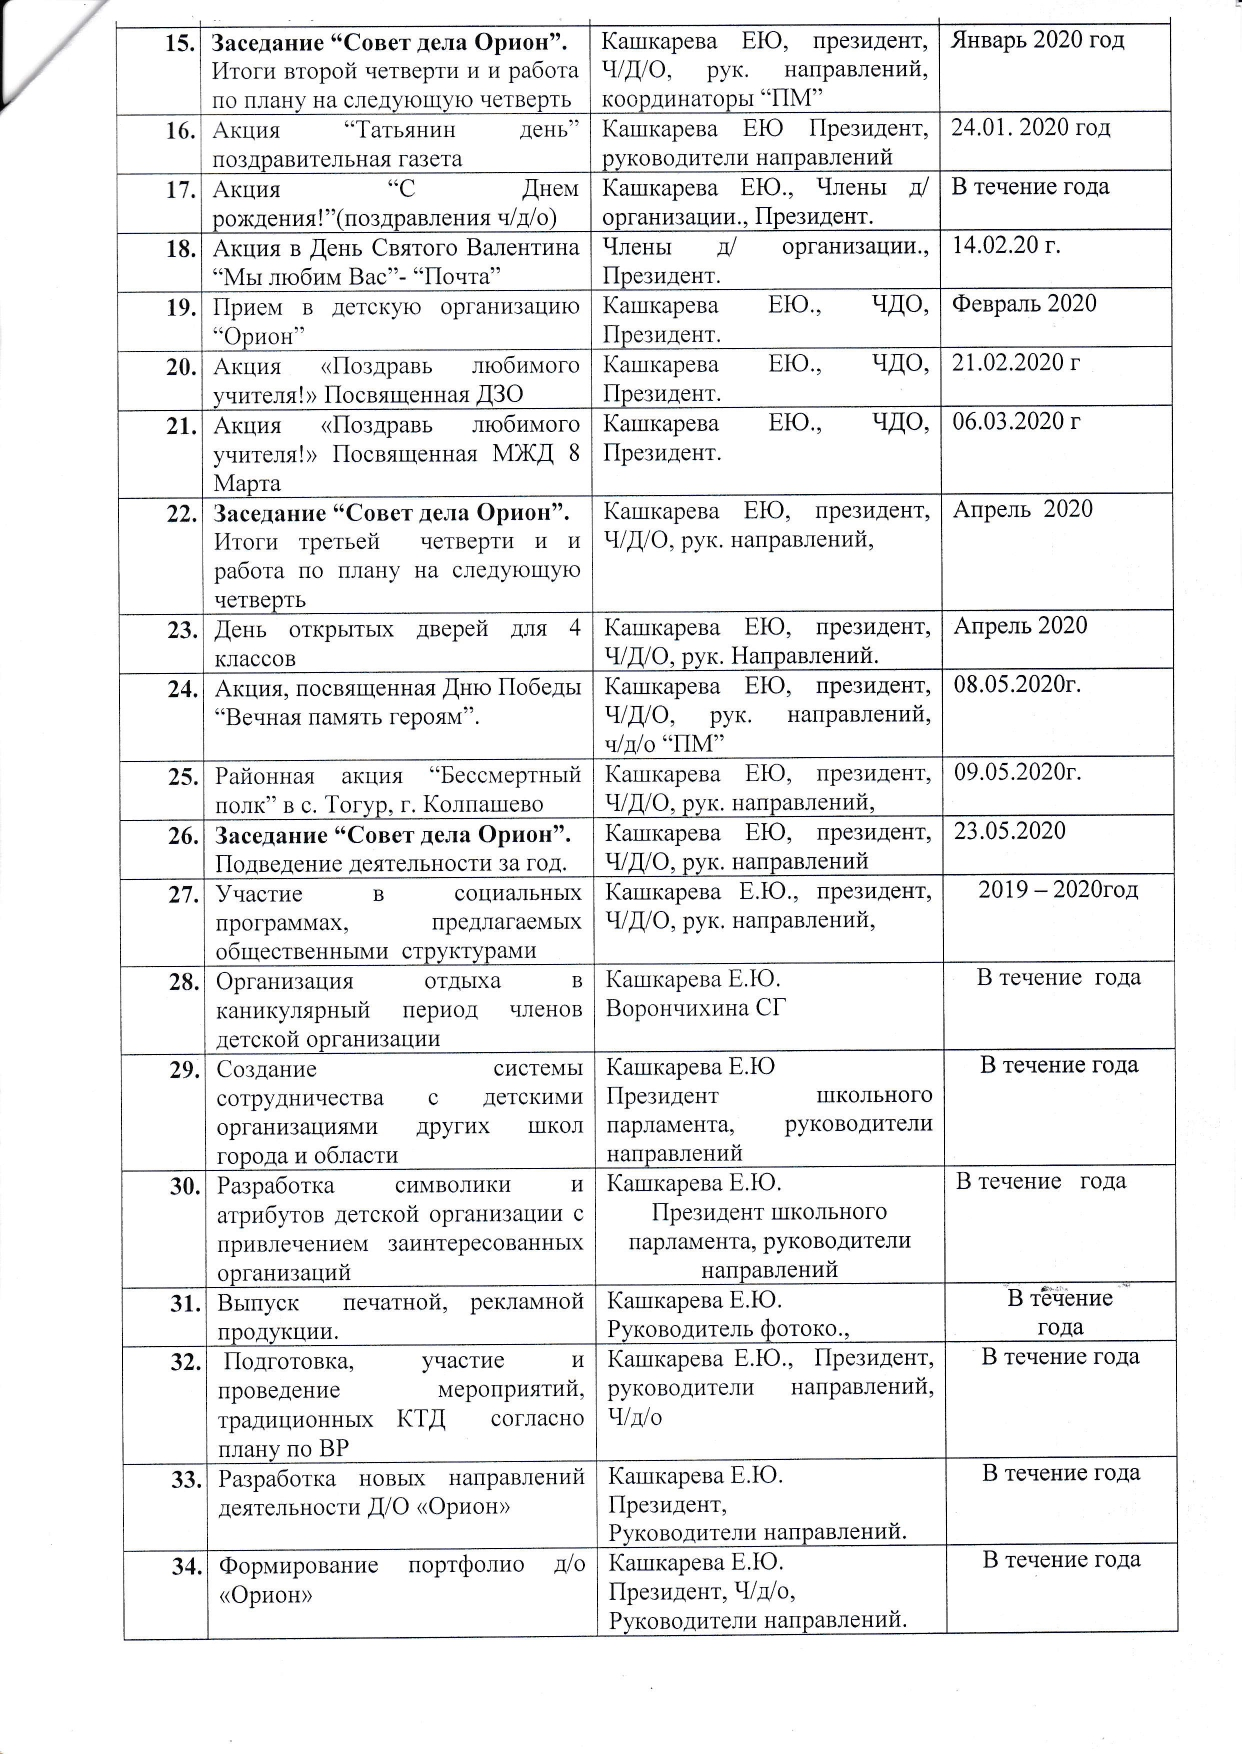 15. Заседание “Совет дела Орион”. Кашкарева ЕЮ, президент, Январь 2020 год
Итоги второй четверти и и работа Ч/Д/О, рук. направлений,
по плану на следующую четверть координаторы “ПМ”
16. Акция “Татьянин день” Кашкарева ЕЮ Президент, 24.01. 2020 год
поздравительная газета руководители направлений
17. Акция “С Днем Кашкарева ЕЮ., Члены д/ В течение года
рождения!”(поздравления ч/д/о) организации., Президент.
18. Акция в День Святого Валентина Члены д/ организации., 14.02.20 г.
“Мы любим Вас”- “Почта” Президент.
19. Прием в детскую организацию Кашкарева ЕЮ., ЧДО, Февраль 2020
“Орион” Президент.
20. Акция «Поздравь любимого Кашкарева ЕЮ., ЧДО, 21.02.2020 г
учителя!» Посвященная ДЗО Президент.
21. Акция «Поздравь любимого Кашкарева ЕЮ., ЧДО, 06.03.2020 г
учителя!» Посвященная МЖД 8 Президент.
Марта
22. Заседание “Совет дела Орион”. Кашкарева ЕЮ, президент, Апрель 2020
Итоги третьей четверти и и Ч/Д/О, рук. направлений,
работа по плану на следующую
четверть
23. День открытых дверей для 4 Кашкарева ЕЮ, президент, Апрель 2020
классов Ч/Д/О, рук. Направлений.
24. Акция, посвященная Дню Победы Кашкарева ЕЮ, президент, 08.05.2020г.
“Вечная память героям”. Ч/Д/О, рук. направлений,
ч/д/о “ПМ”
25. Районная акция “Бессмертный Кашкарева ЕЮ, президент, 09.05.2020г.
полк” в с. Тогур, г. Колпашево Ч/Д/О, рук. направлений,
26. Заседание “Совет дела Орион”. Кашкарева ЕЮ, президент, 23.05.2020
Подведение деятельности за год. Ч/Д/О, рук. направлений
27. Участие в социальных Кашкарева Е.Ю., президент, 2019 – 2020год
программах, предлагаемых Ч/Д/О, рук. направлений,
общественными структурами
28. Организация отдыха в Кашкарева Е.Ю. В течение года
каникулярный период членов Ворончихина СГ
детской организации
29. Создание системы Кашкарева Е.Ю В течение года
сотрудничества с детскими Президент школьного
организациями других школ парламента, руководители
города и области направлений
30. Разработка символики и Кашкарева Е.Ю. В течение года
атрибутов детской организации с Президент школьного
привлечением заинтересованных парламента, руководители
организаций направлений
31. Выпуск печатной, рекламной Кашкарева Е.Ю. В течение
продукции. Руководитель фотоко., года
32. Подготовка, участие и Кашкарева Е.Ю., Президент, В течение года
проведение мероприятий, руководители направлений,
традиционных КТД согласно Ч/д/о
плану по ВР
33. Разработка новых направлений Кашкарева Е.Ю. В течение года
деятельности Д/О «Орион» Президент,
Руководители направлений.
34. Формирование портфолио д/о Кашкарева Е.Ю. В течение года
«Орион» Президент, Ч/д/о,
Руководители направлений.